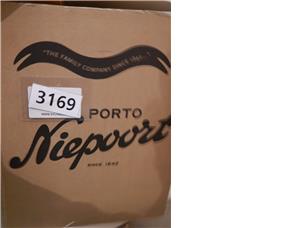 "THE FAMILY COMPANY SINCE 1842"
3169
PORTO
Niepoort
SINCE 1842